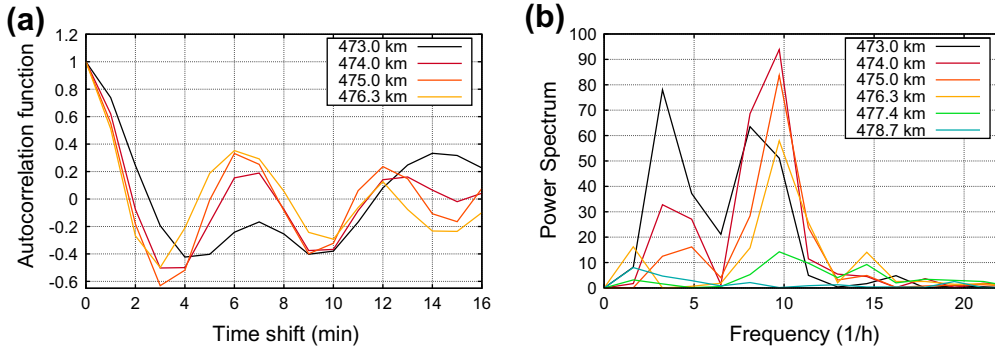 (a)
Autocorrelation function
1.2
1
0.8
0.6
0.4
0.2
0
-0.2
-0.4
-0.6
0 2 4 6 8 10 12 14 16
Time shift (min)
473.0 km
474.0 km
475.0 km
476.3 km
(b)
Power Spectrum
100
90
80
70
60
50
40
30
20
10
0
0 5 10 15 20
Frequency (1/h)
473.0 km
474.0 km
475.0 km
476.3 km
477.4 km
478.7 km